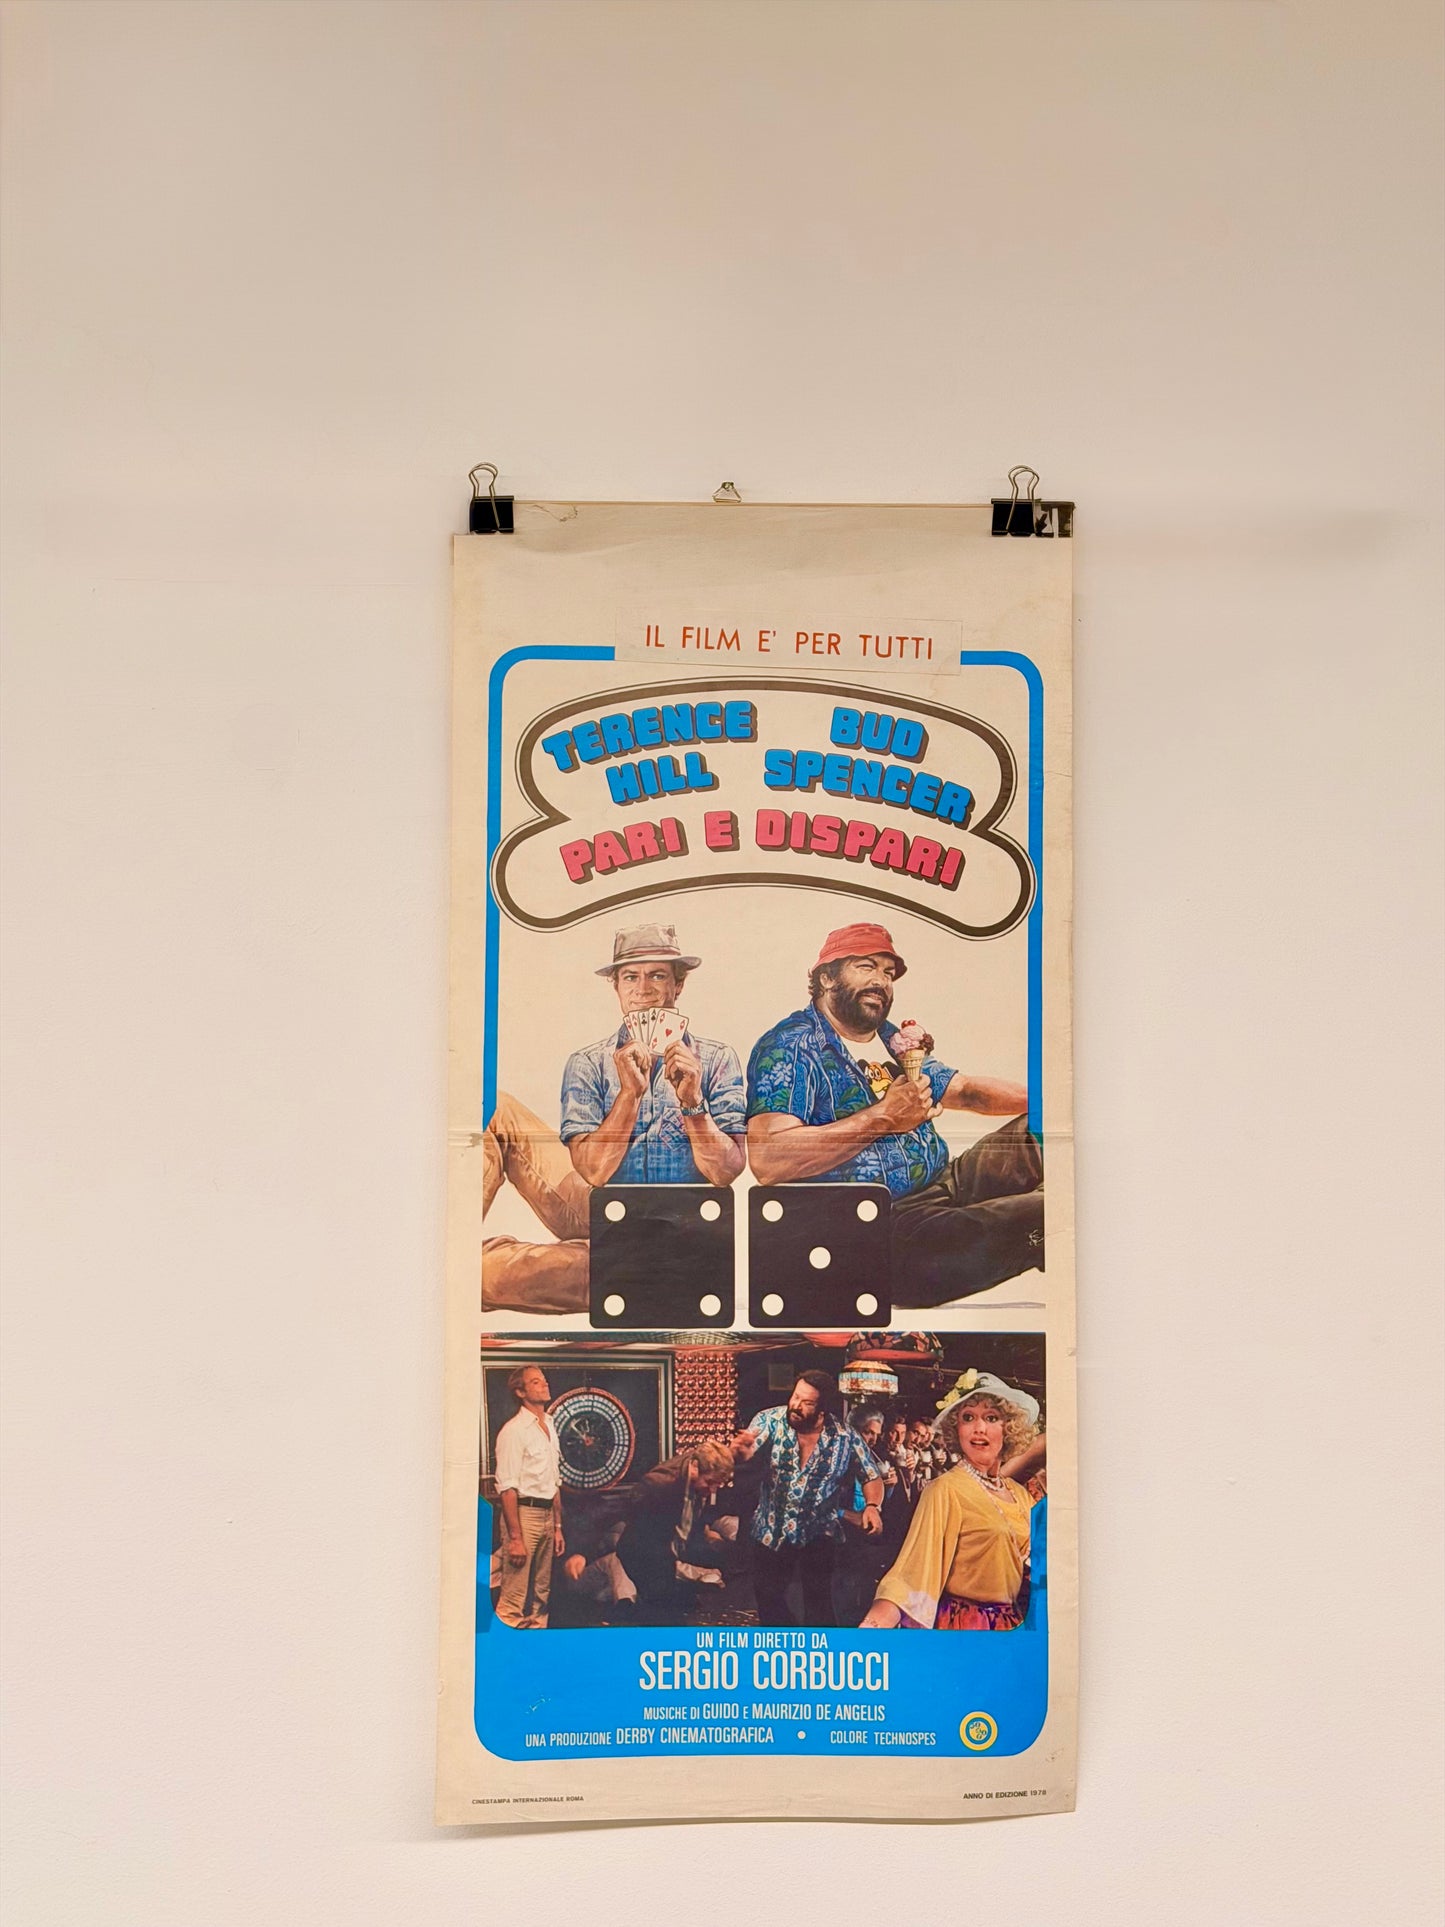 IL FILM E' PER TUTTI
TERENCE HILL
BUD SPENCER
PARI E DISPARI
UN FILM DIRETTO DA
SERGIO CORBUCCI
MUSICHE DI GUIDO E MAURIZIO DE ANGELIS
UNA PRODUZIONE DERBY CINEMATOGRAFICA • COLORE TECHNOSPES
CINESTAMPA INTERNAZIONALE ROMA
ANNO DI EDIZIONE 1978